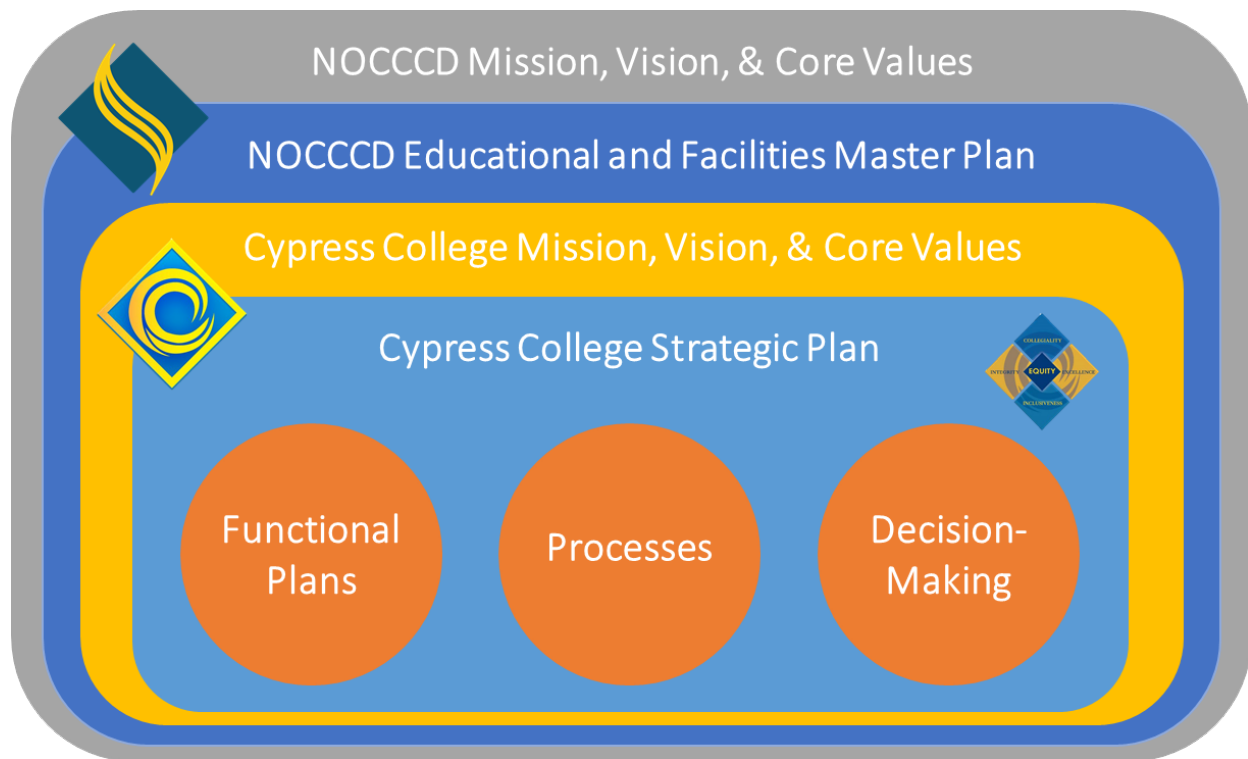 NOCCCD Mission, Vision, & Core Values
NOCCCD Educational and Facilities Master Plan
Cypress College Mission, Vision, & Core Values
Cypress College Strategic Plan
COLLEGIALITY
INTEGRITY EQUITY EXCELLENCE
INCLUSIVENESS
Functional
Plans
Processes
Decision-
Making